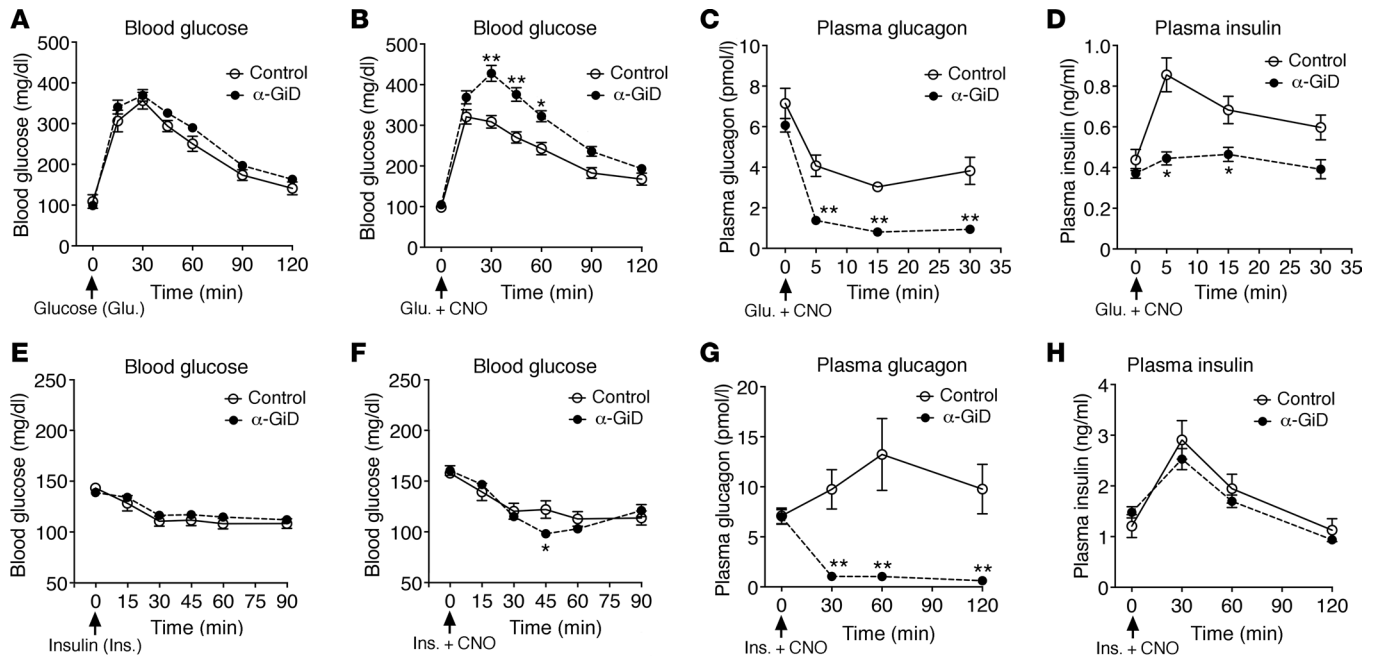 A
Blood glucose
Blood glucose (mg/dl)
500
400
300
200
100
0
Control
α-GiD
0 30 60 90 120
Time (min)
Glucose (Glu.)
B
Blood glucose
Blood glucose (mg/dl)
500
400
300
200
100
0
**
**
*
Control
α-GiD
0 30 60 90 120
Time (min)
Glu. + CNO
C
Plasma glucagon
Plasma glucagon (pmol/l)
10
8
6
4
2
0
Control
α-GiD
**
**
**
0 5 10 15 20 25 30 35
Time (min)
Glu. + CNO
D
Plasma insulin
Plasma insulin (ng/ml)
1.0
0.8
0.6
0.4
0.2
0
Control
α-GiD
*
*
0 5 10 15 20 25 30 35
Time (min)
Glu. + CNO
E
Blood glucose
Blood glucose (mg/dl)
250
200
150
100
50
Control
α-GiD
0 15 30 45 60 75 90
Time (min)
Insulin (Ins.)
F
Blood glucose
Blood glucose (mg/dl)
250
200
150
100
50
Control
α-GiD
*
0 15 30 45 60 75 90
Time (min)
Ins. + CNO
G
Plasma glucagon
Plasma glucagon (pmol/l)
20
15
10
5
0
Control
α-GiD
**
**
**
0 30 60 90 120
Time (min)
Ins. + CNO
H
Plasma insulin
Plasma insulin (ng/ml)
4
3
2
1
0
Control
α-GiD
0 30 60 90 120
Time (min)
Ins. + CNO